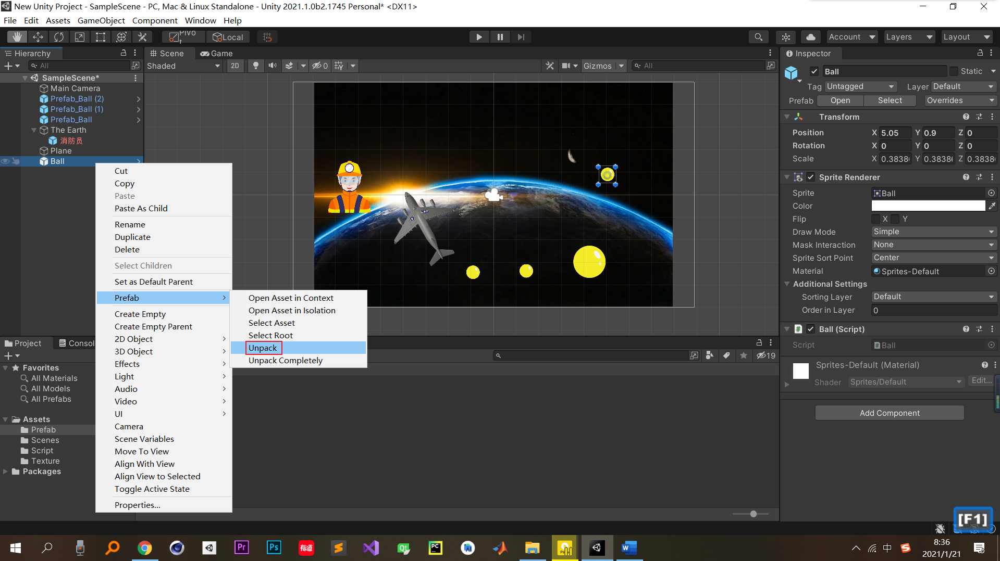 New Unity Project - SampleScene - PC, Mac & Linux Standalone - Unity 2021.1.0b2.1745 Personal* <DX11>
File Edit Assets GameObject Component Window Help
Pivot Local
Account Layers Layout
Hierarchy
All
SampleScene*
Main Camera
Prefab_Ball (2)
Prefab_Ball (1)
Prefab_Ball
The Earth
消防员
Plane
Ball
Scene Game
Shaded 2D 0 Gizmos All
Cut
Copy
Paste
Paste As Child
Rename
Duplicate
Delete
Select Children
Set as Default Parent
Prefab
Create Empty
Create Empty Parent
2D Object
3D Object
Effects
Light
Audio
Video
UI
Camera
Scene Variables
Move To View
Align With View
Align View to Selected
Toggle Active State
Properties...
Open Asset in Context
Open Asset in Isolation
Select Asset
Select Root
Unpack
Unpack Completely
Project Consol
19
Favorites
All Materials
All Models
All Prefabs
Assets
Prefab
Scenes
Script
Texture
Packages
Inspector
Ball Static
Tag Untagged Layer Default
Prefab Open Select Overrides
Transform
Position X 5.05 Y 0.9 Z 0
Rotation X 0 Y 0 Z 0
Scale X 0.3838 Y 0.3838 Z 0.3838
Sprite Renderer
Sprite Ball
Color
Flip X Y
Draw Mode Simple
Mask Interaction None
Sprite Sort Point Center
Material Sprites-Default
Additional Settings
Sorting Layer Default
Order in Layer 0
Ball (Script)
Script Ball
Sprites-Default (Material)
Shader Sprites/Default Edit...
Add Component
[F1]
Pr Ps 有道 Qt PC W
中
8:36
2021/1/21